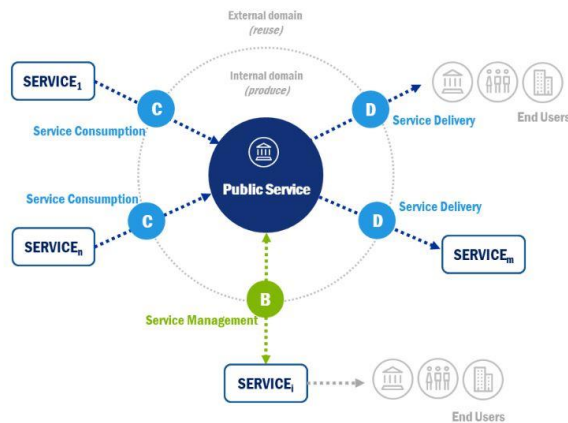 External domain
(reuse)
Internal domain
(produce)
SERVICE1
C
D
Service Consumption
Service Delivery
End Users
Public Service
Service Consumption
Service Delivery
C
D
SERVICEn
SERVICEm
B
Service Management
SERVICEi
End Users